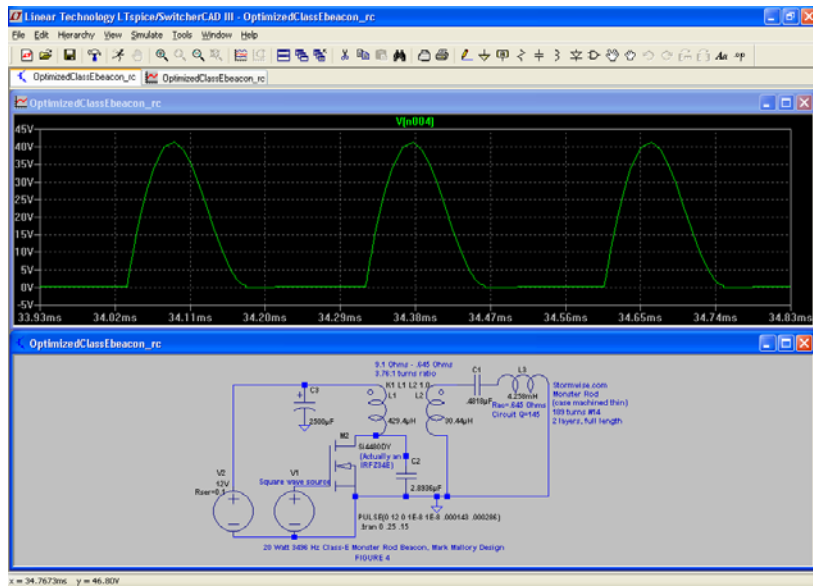 Linear Technology LTspice/SwitcherCAD III - OptimizedClassEbeacon_rc
File Edit Hierarchy View Simulate Tools Window Help
OptimizedClassEbeacon_rc OptimizedClassEbeacon_rc
OptimizedClassEbeacon_rc
V(n004)
45V
40V
35V
30V
25V
20V
15V
10V
5V
0V
-5V
33.93ms 34.02ms 34.11ms 34.20ms 34.29ms 34.38ms 34.47ms 34.56ms 34.65ms 34.74ms 34.83ms
OptimizedClassEbeacon_rc
9.1 Ohms - .645 Ohms
3.76:1 turns ratio
K1 L1 L2 1.0
C1
L3
C3
L1
L2
4.250mH
.4810µF
Rac=.645 Ohms
Circuit Q=145
Stormwise.com
Monster Rod
(case machined thin)
189 turns #14
2 layers, full length
2500µF
429.4µH
30.44µH
M2
Si4480DY
(Actually an
IRFZ34E)
C2
2.8936µF
V2
12V
Rser=0.1
V1
Square wave source
PULSE(0 12 0 1E-8 1E-8 .000143 .000286)
.tran 0 .25 .15
20 Watt 3496 Hz Class-E Monster Rod Beacon, Mark Mallory Design
FIGURE 4
x = 34.7673ms y = 46.80V